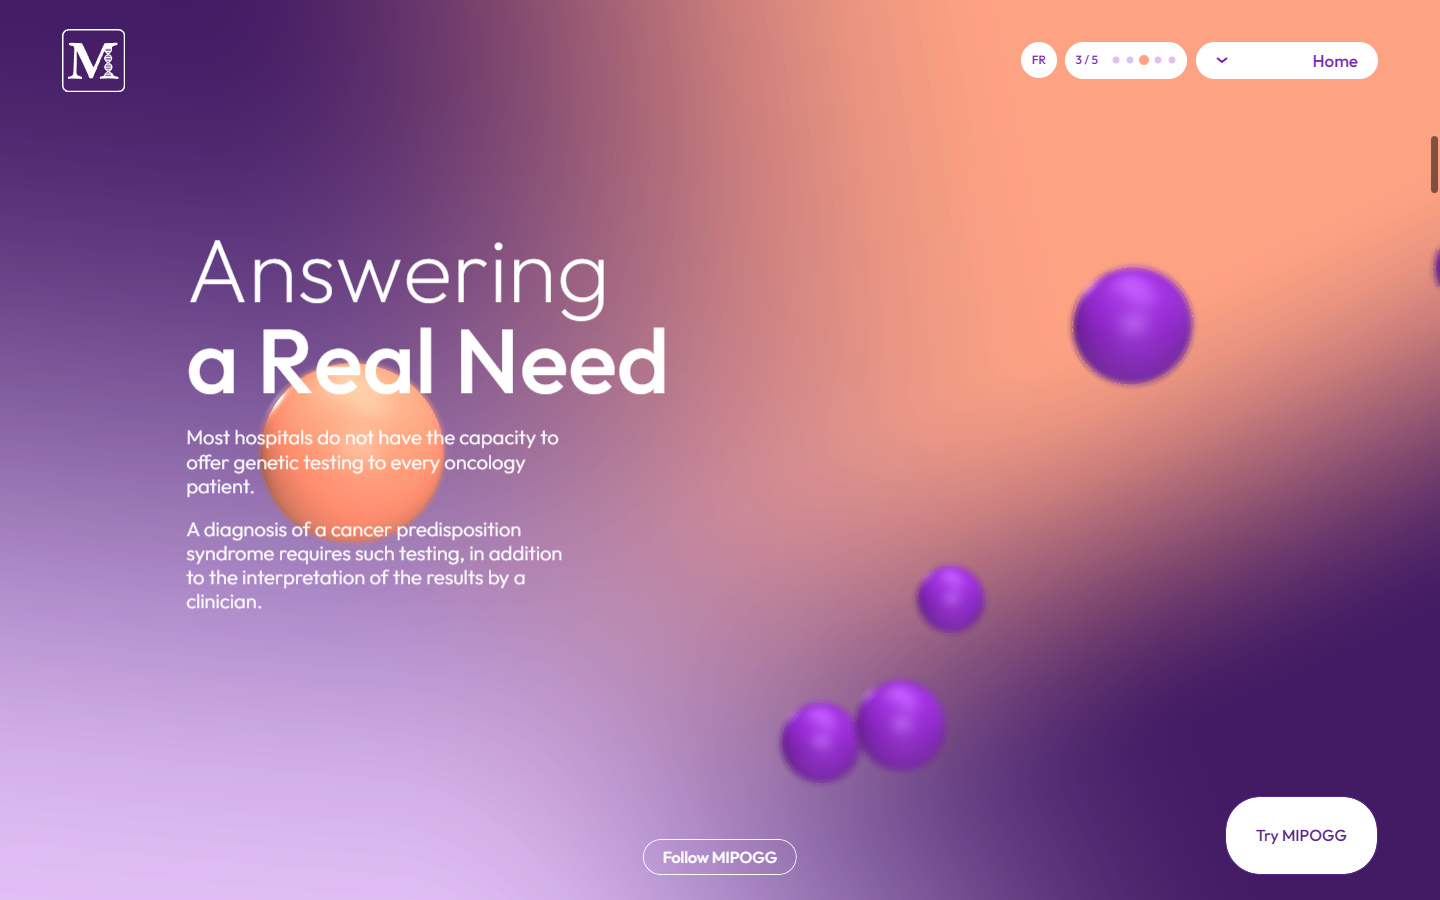 M
FR
3 / 5
Home
Answering
a Real Need
Most hospitals do not have the capacity to
offer genetic testing to every oncology
patient.
A diagnosis of a cancer predisposition
syndrome requires such testing, in addition
to the interpretation of the results by a
clinician.
Follow MIPOGG
Try MIPOGG